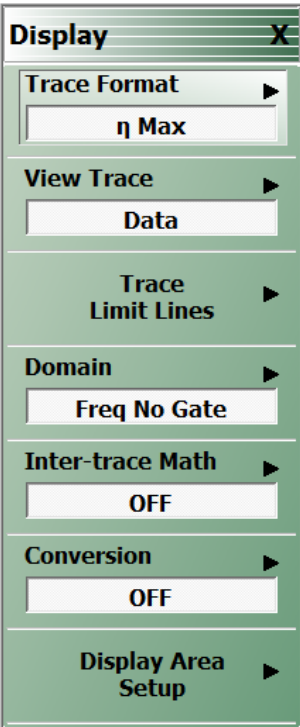 Display X
Trace Format
η Max
View Trace
Data
Trace
Limit Lines
Domain
Freq No Gate
Inter-trace Math
OFF
Conversion
OFF
Display Area
Setup